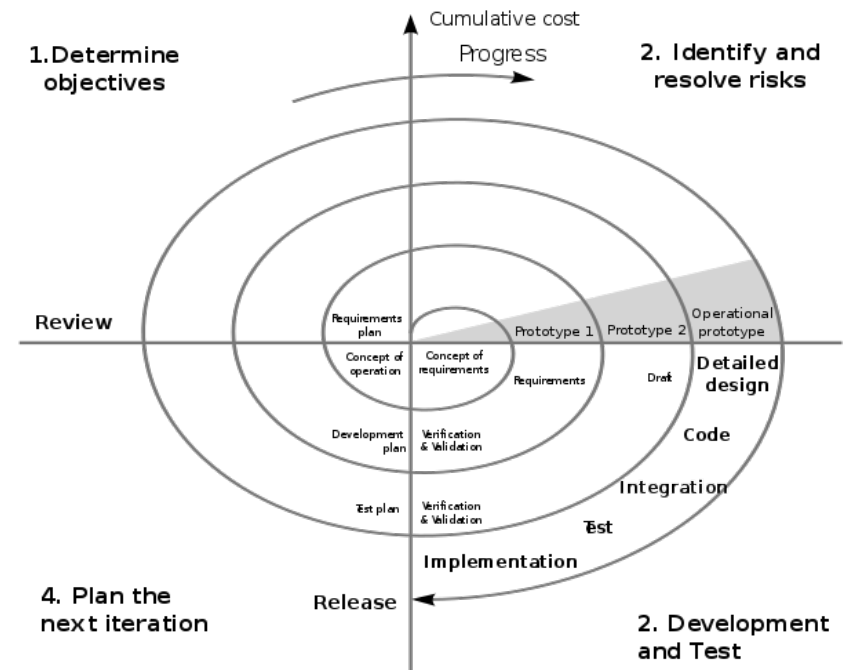 Cumulative cost
Progress
1.Determine
objectives
2. Identify and
resolve risks
Review
Requirements
plan
Prototype 1
Prototype 2
Operational
prototype
Concept of
operation
Concept of
requirements
Requirements
Draft
Detailed
design
Development
plan
Verification
& Validation
Code
Test plan
Verification
& Validation
Integration
Test
Implementation
Release
4. Plan the
next iteration
2. Development
and Test